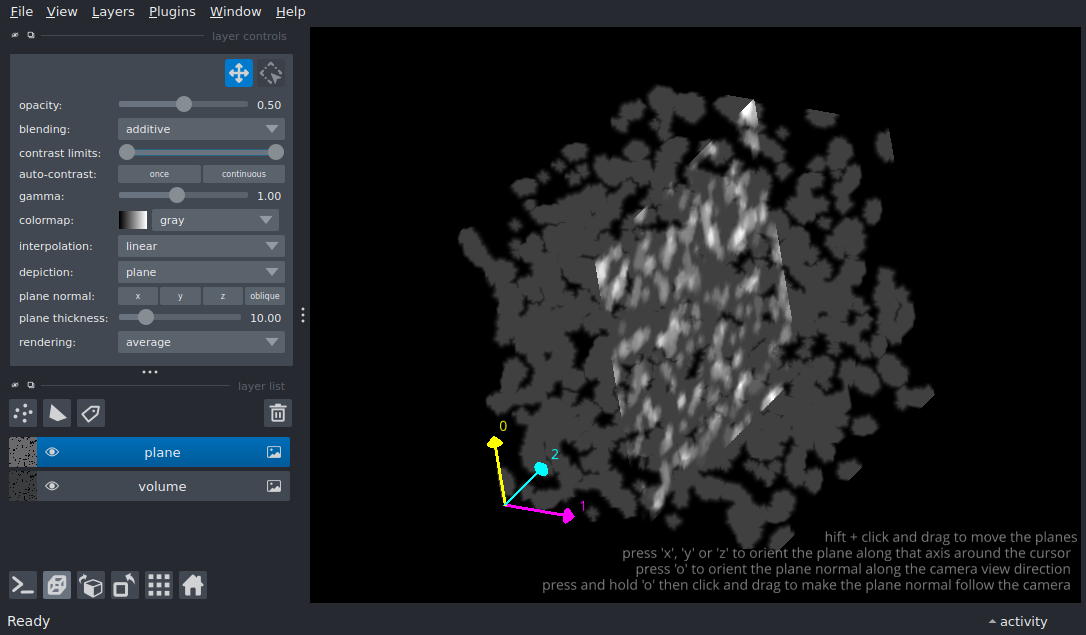 File View Layers Plugins Window Help
layer controls
opacity: 0.50
blending: additive
contrast limits:
auto-contrast: once continuous
gamma: 1.00
colormap: gray
interpolation: linear
depiction: plane
plane normal: x y z oblique
plane thickness: 10.00
rendering: average
layer list
plane
volume
0
2
1
hift + click and drag to move the planes
press 'x', 'y' or 'z' to orient the plane along that axis around the cursor
press 'o' to orient the plane normal along the camera view direction
press and hold 'o' then click and drag to make the plane normal follow the camera
Ready activity